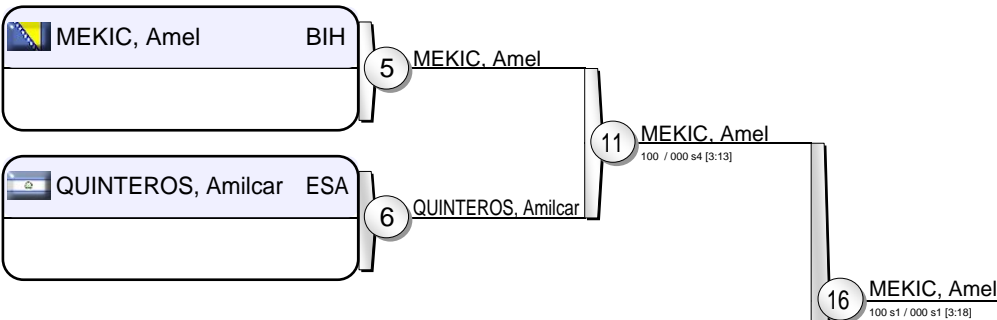 MEKIC, Amel BIH
5 MEKIC, Amel
11 MEKIC, Amel
100 / 000 s4 [3:13]
QUINTEROS, Amilcar ESA
6 QUINTEROS, Amilcar
16 MEKIC, Amel
100 s1 / 000 s1 [3:18]